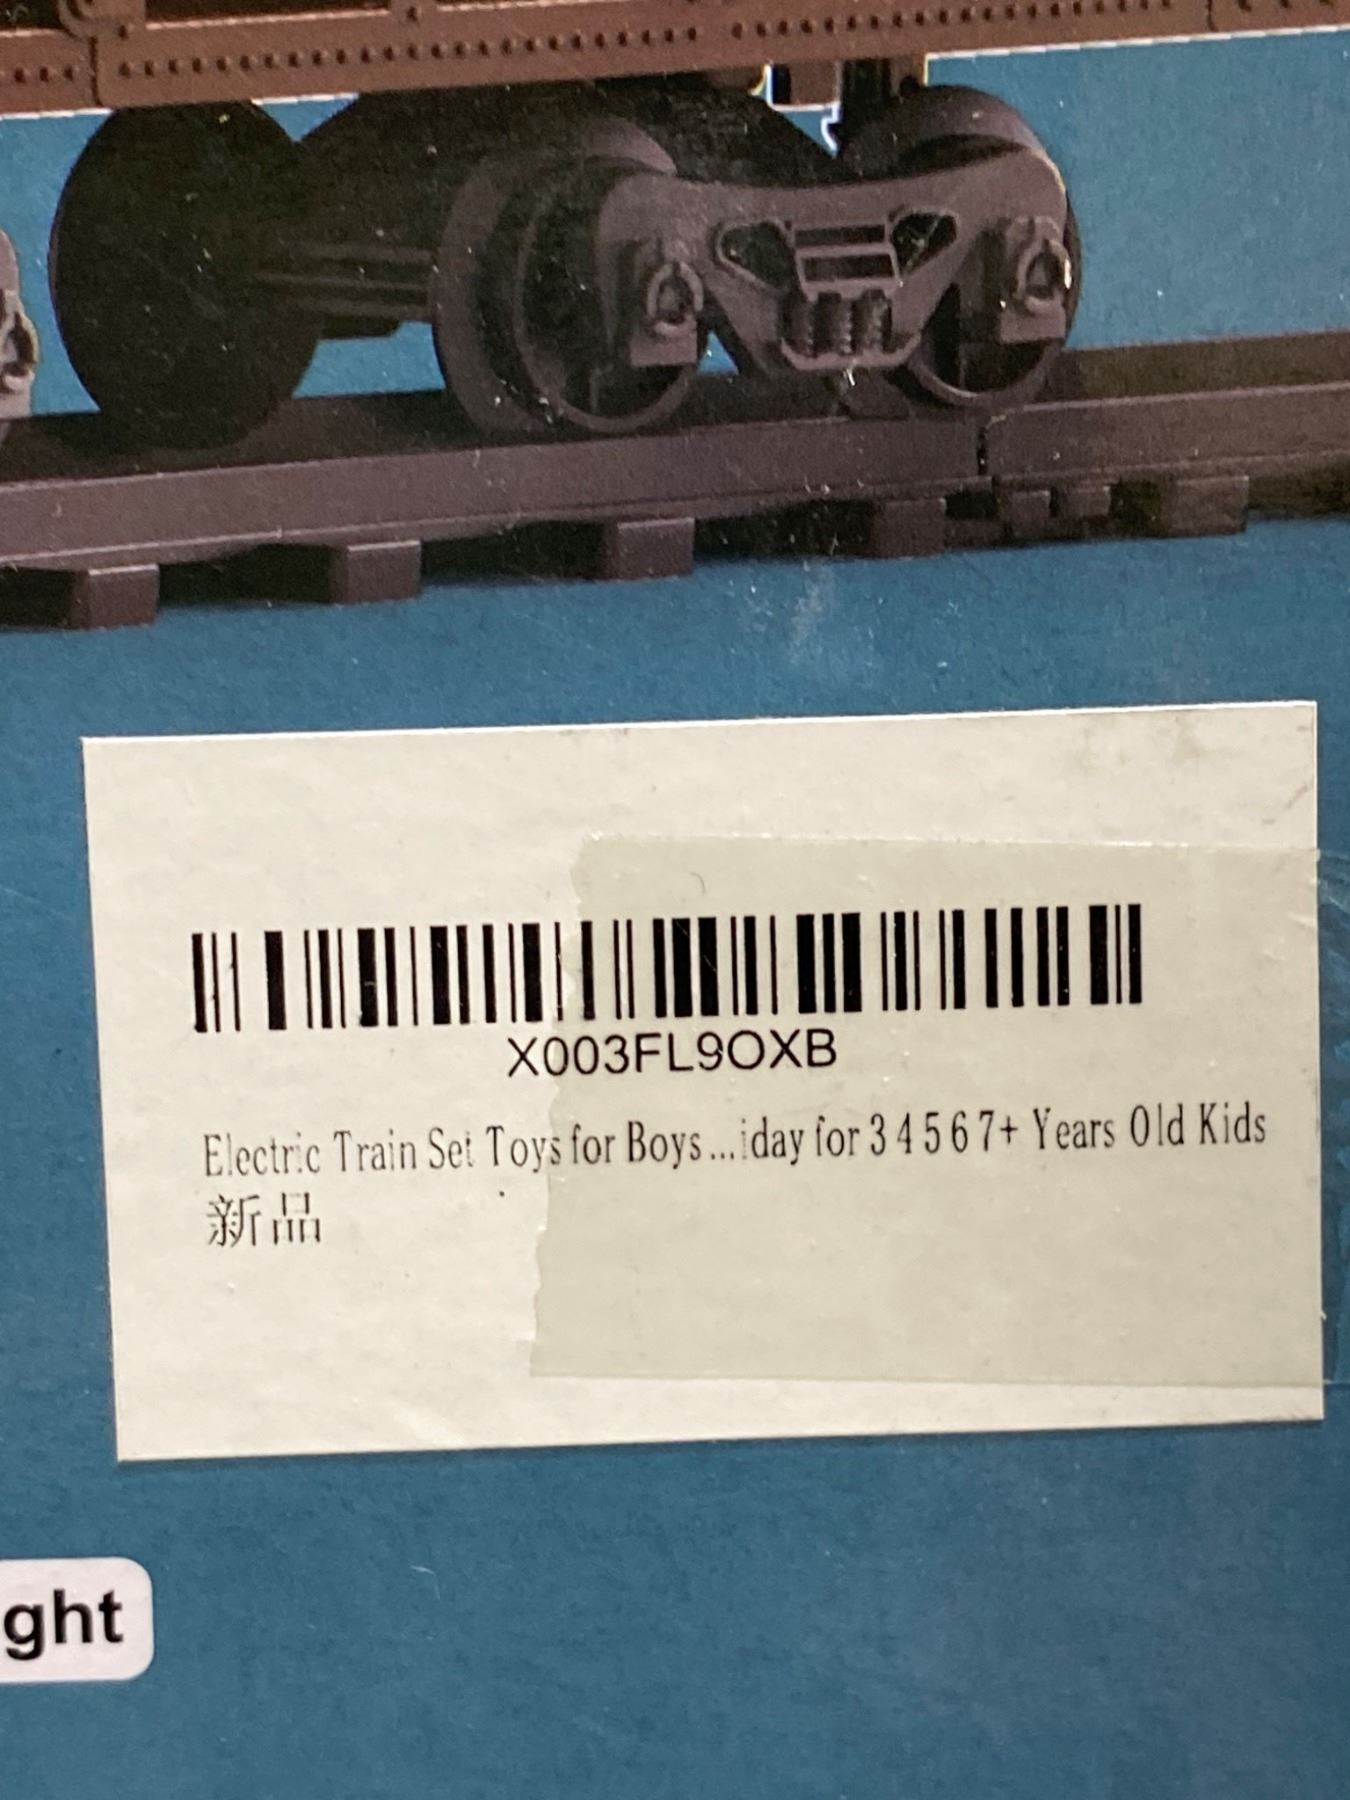 X003FL9OXB
Electric Train Set Toys for Boys...iday for 3 4 5 6 7+ Years Old Kids
新品
ght